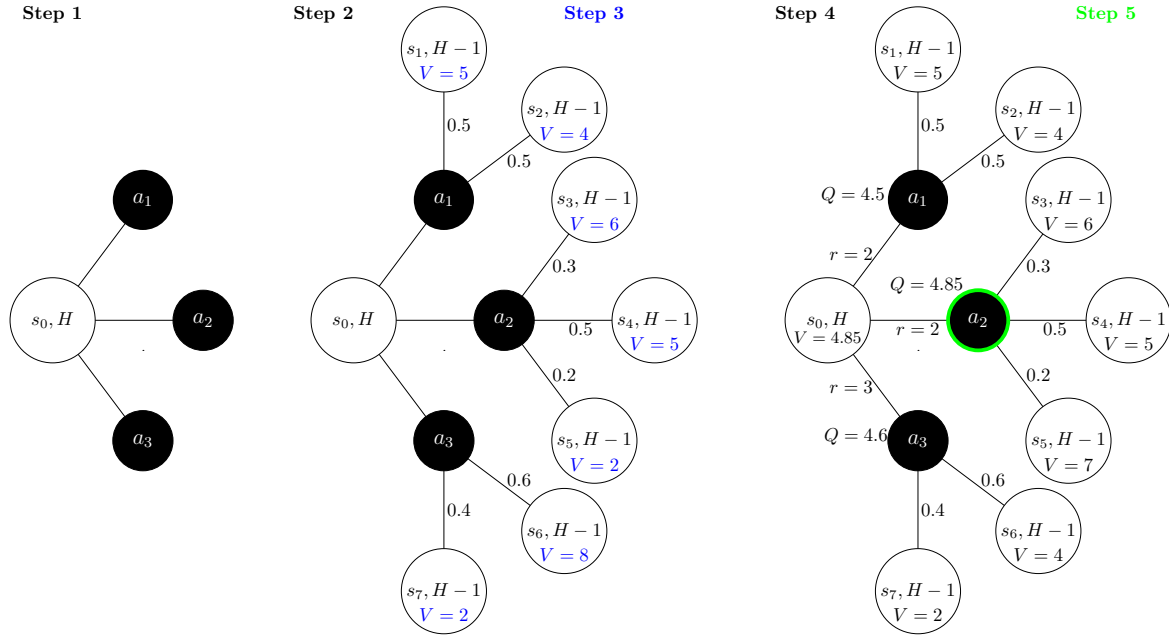 Step 1
a₁
s₀, H
a₂
a₃
Step 2
Step 3
s₁, H − 1
V = 5
0.5
s₂, H − 1
V = 4
0.5
a₁
s₃, H − 1
V = 6
0.3
s₀, H
a₂
0.5
s₄, H − 1
V = 5
0.2
a₃
s₅, H − 1
V = 2
0.6
0.4
s₆, H − 1
V = 8
s₇, H − 1
V = 2
Step 4
Step 5
s₁, H − 1
V = 5
0.5
s₂, H − 1
V = 4
0.5
Q = 4.5
a₁
s₃, H − 1
V = 6
r = 2
0.3
Q = 4.85
s₀, H
V = 4.85
r = 2
a₂
0.5
s₄, H − 1
V = 5
r = 3
0.2
Q = 4.6
a₃
s₅, H − 1
V = 7
0.6
0.4
s₆, H − 1
V = 4
s₇, H − 1
V = 2